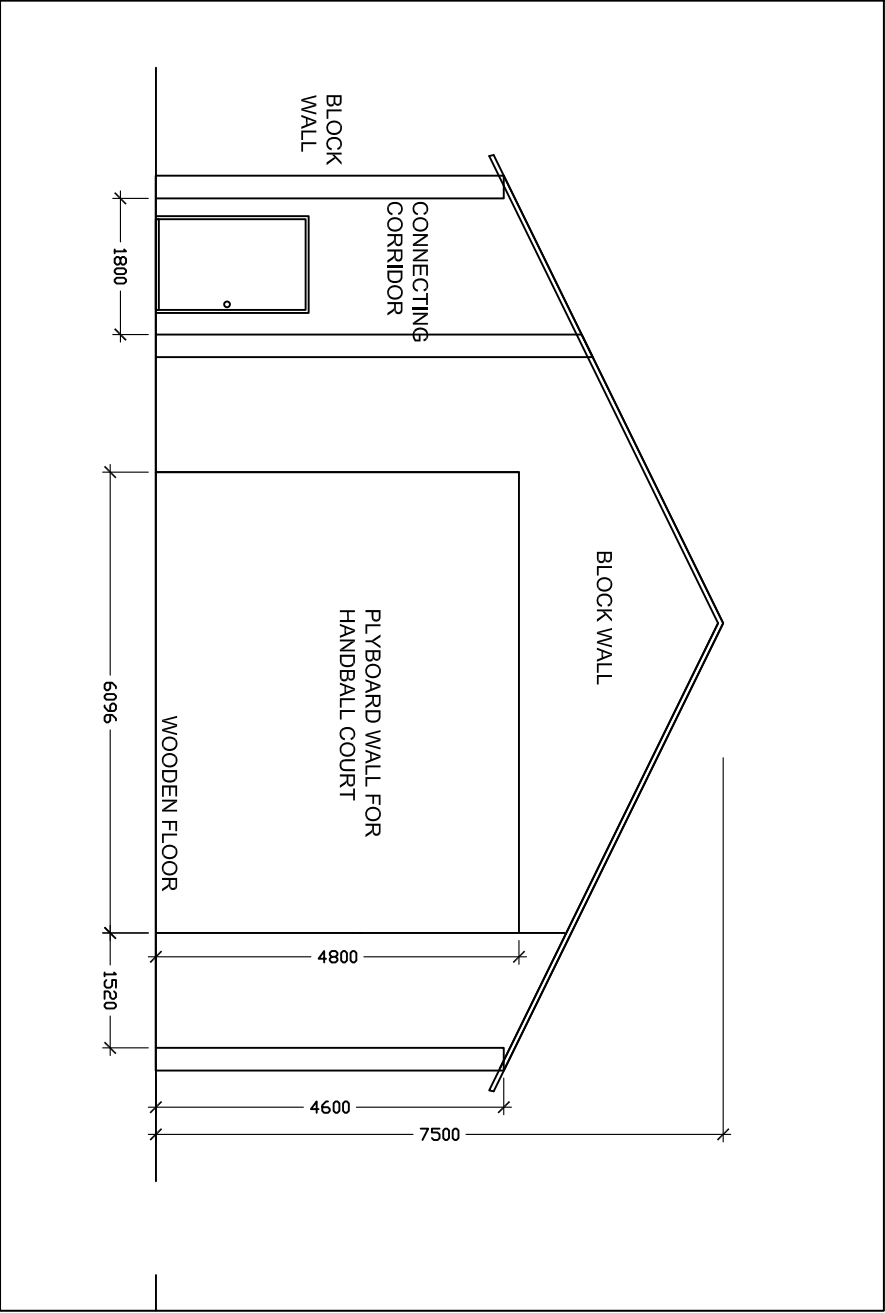 BLOCK
WALL
CONNECTING
CORRIDOR
1800
BLOCK WALL
PLYBOARD WALL FOR
HANDBALL COURT
WOODEN FLOOR
6096
4800
1520
4600
7500